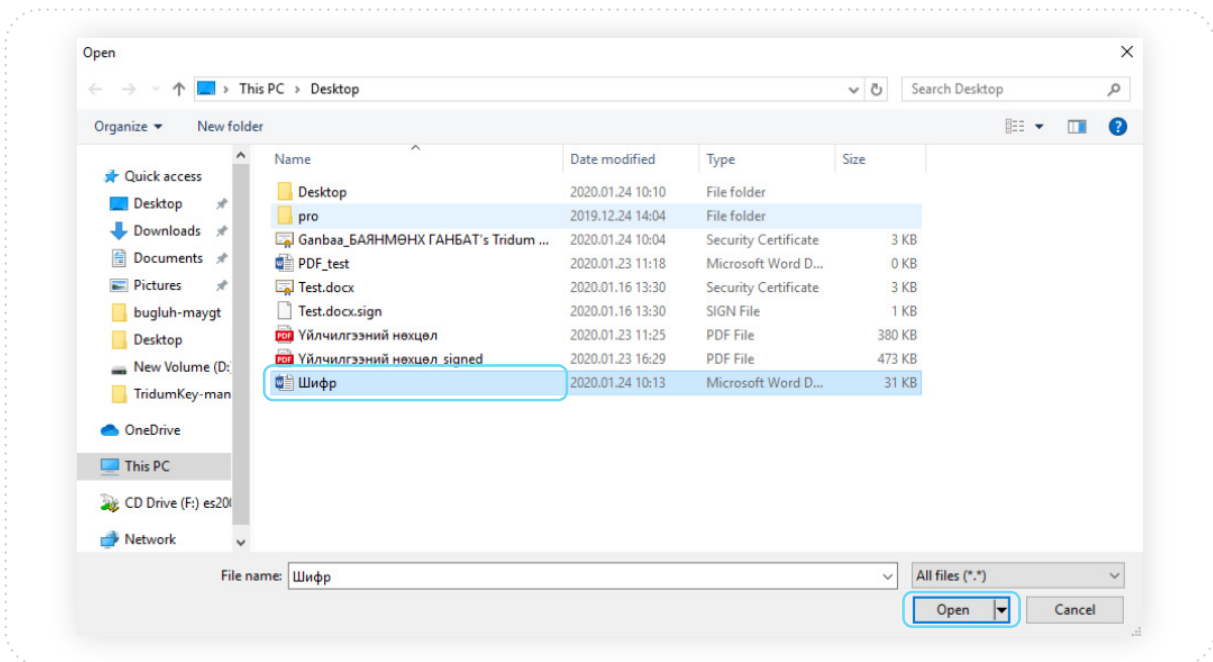 Open
This PC > Desktop
Search Desktop
Organize
New folder
Name Date modified Type Size
Quick access
Desktop
Downloads
Documents
Pictures
bugluh-maygt
Desktop
New Volume (D:
TridumKey-man
OneDrive
This PC
CD Drive (F:) es20
Network
Desktop 2020.01.24 10:10 File folder
pro 2019.12.24 14:04 File folder
Ganbaa_БАЯНМӨНХ ГАНБАТ's Tridum ... 2020.01.24 10:04 Security Certificate 3 KB
PDF_test 2020.01.23 11:18 Microsoft Word D... 0 KB
Test.docx 2020.01.16 13:30 Security Certificate 3 KB
Test.docx.sign 2020.01.16 13:30 SIGN File 1 KB
PDF Үйлчилгээний нөхцөл 2020.01.23 11:25 PDF File 380 KB
PDF Үйлчилгээний нөхцөл_signed 2020.01.23 16:29 PDF File 473 KB
Шифр 2020.01.24 10:13 Microsoft Word D... 31 KB
File name: Шифр
All files (*.*)
Open Cancel